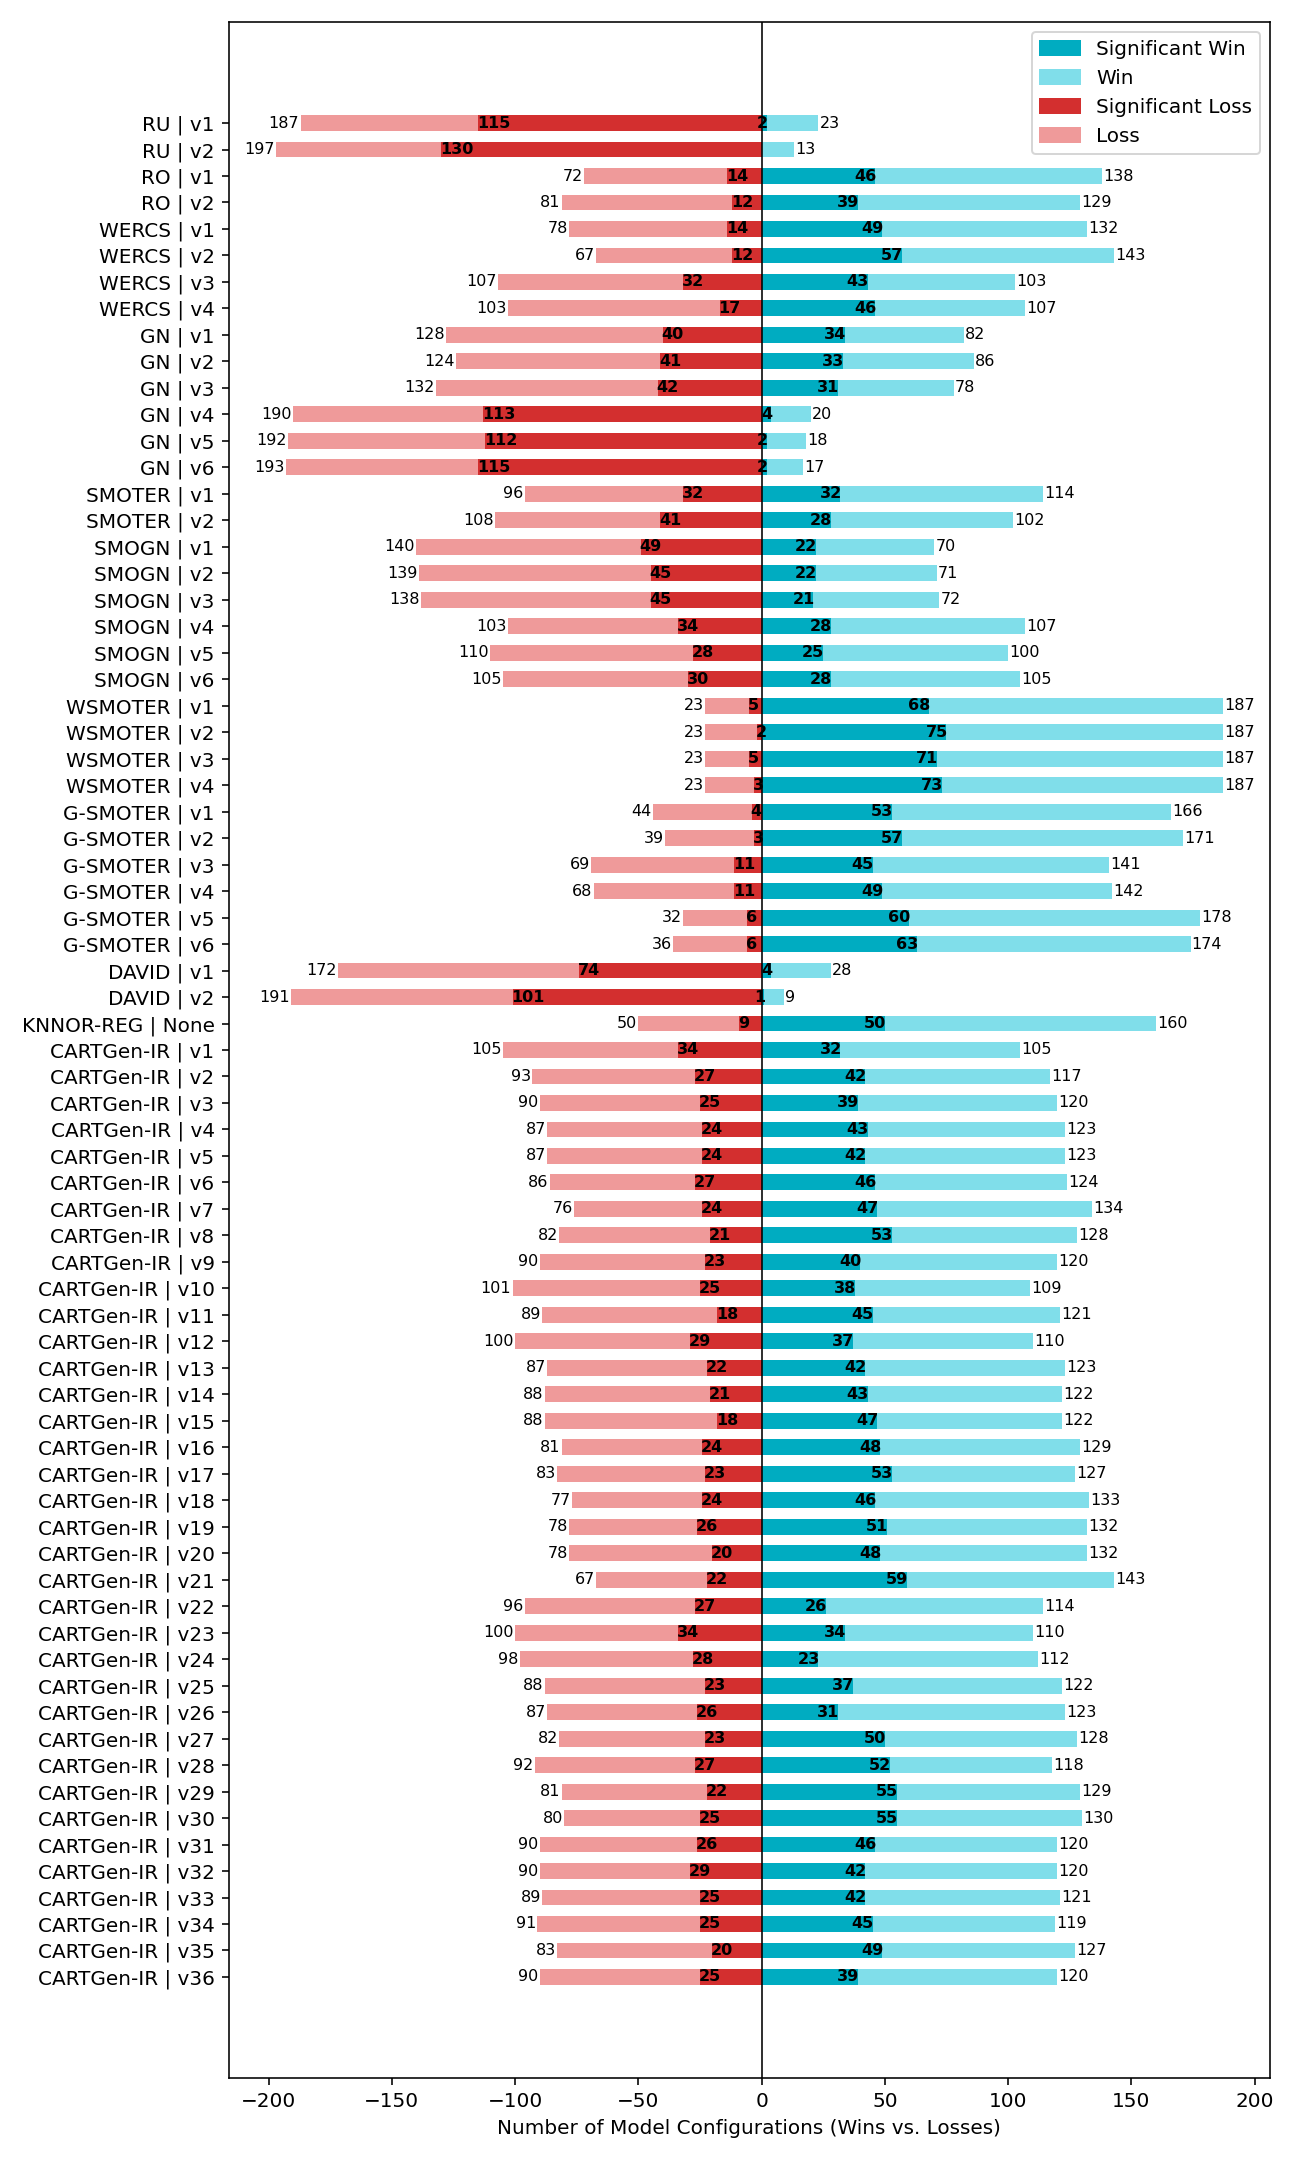 Significant Win
Win
Significant Loss
Loss
RU | v1 187 115 2 23
RU | v2 197 130 13
RO | v1 72 14 46 138
RO | v2 81 12 39 129
WERCS | v1 78 14 49 132
WERCS | v2 67 12 57 143
WERCS | v3 107 32 43 103
WERCS | v4 103 17 46 107
GN | v1 128 40 34 82
GN | v2 124 41 33 86
GN | v3 132 42 31 78
GN | v4 190 113 4 20
GN | v5 192 112 2 18
GN | v6 193 115 2 17
SMOTER | v1 96 32 32 114
SMOTER | v2 108 41 28 102
SMOGN | v1 140 49 22 70
SMOGN | v2 139 45 22 71
SMOGN | v3 138 45 21 72
SMOGN | v4 103 34 28 107
SMOGN | v5 110 28 25 100
SMOGN | v6 105 30 28 105
WSMOTER | v1 23 5 68 187
WSMOTER | v2 23 2 75 187
WSMOTER | v3 23 5 71 187
WSMOTER | v4 23 3 73 187
G-SMOTER | v1 44 4 53 166
G-SMOTER | v2 39 3 57 171
G-SMOTER | v3 69 11 45 141
G-SMOTER | v4 68 11 49 142
G-SMOTER | v5 32 6 60 178
G-SMOTER | v6 36 6 63 174
DAVID | v1 172 74 4 28
DAVID | v2 191 101 1 9
KNNOR-REG | None 50 9 50 160
CARTGen-IR | v1 105 34 32 105
CARTGen-IR | v2 93 27 42 117
CARTGen-IR | v3 90 25 39 120
CARTGen-IR | v4 87 24 43 123
CARTGen-IR | v5 87 24 42 123
CARTGen-IR | v6 86 27 46 124
CARTGen-IR | v7 76 24 47 134
CARTGen-IR | v8 82 21 53 128
CARTGen-IR | v9 90 23 40 120
CARTGen-IR | v10 101 25 38 109
CARTGen-IR | v11 89 18 45 121
CARTGen-IR | v12 100 29 37 110
CARTGen-IR | v13 87 22 42 123
CARTGen-IR | v14 88 21 43 122
CARTGen-IR | v15 88 18 47 122
CARTGen-IR | v16 81 24 48 129
CARTGen-IR | v17 83 23 53 127
CARTGen-IR | v18 77 24 46 133
CARTGen-IR | v19 78 26 51 132
CARTGen-IR | v20 78 20 48 132
CARTGen-IR | v21 67 22 59 143
CARTGen-IR | v22 96 27 26 114
CARTGen-IR | v23 100 34 34 110
CARTGen-IR | v24 98 28 23 112
CARTGen-IR | v25 88 23 37 122
CARTGen-IR | v26 87 26 31 123
CARTGen-IR | v27 82 23 50 128
CARTGen-IR | v28 92 27 52 118
CARTGen-IR | v29 81 22 55 129
CARTGen-IR | v30 80 25 55 130
CARTGen-IR | v31 90 26 46 120
CARTGen-IR | v32 90 29 42 120
CARTGen-IR | v33 89 25 42 121
CARTGen-IR | v34 91 25 45 119
CARTGen-IR | v35 83 20 49 127
CARTGen-IR | v36 90 25 39 120
−200 −150 −100 −50 0 50 100 150 200
Number of Model Configurations (Wins vs. Losses)